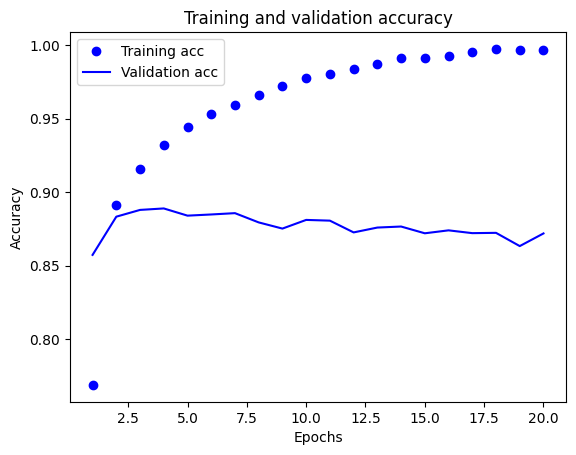 Training and validation accuracy
Training acc
Validation acc
1.00
0.95
0.90
0.85
0.80
Accuracy
2.5 5.0 7.5 10.0 12.5 15.0 17.5 20.0
Epochs